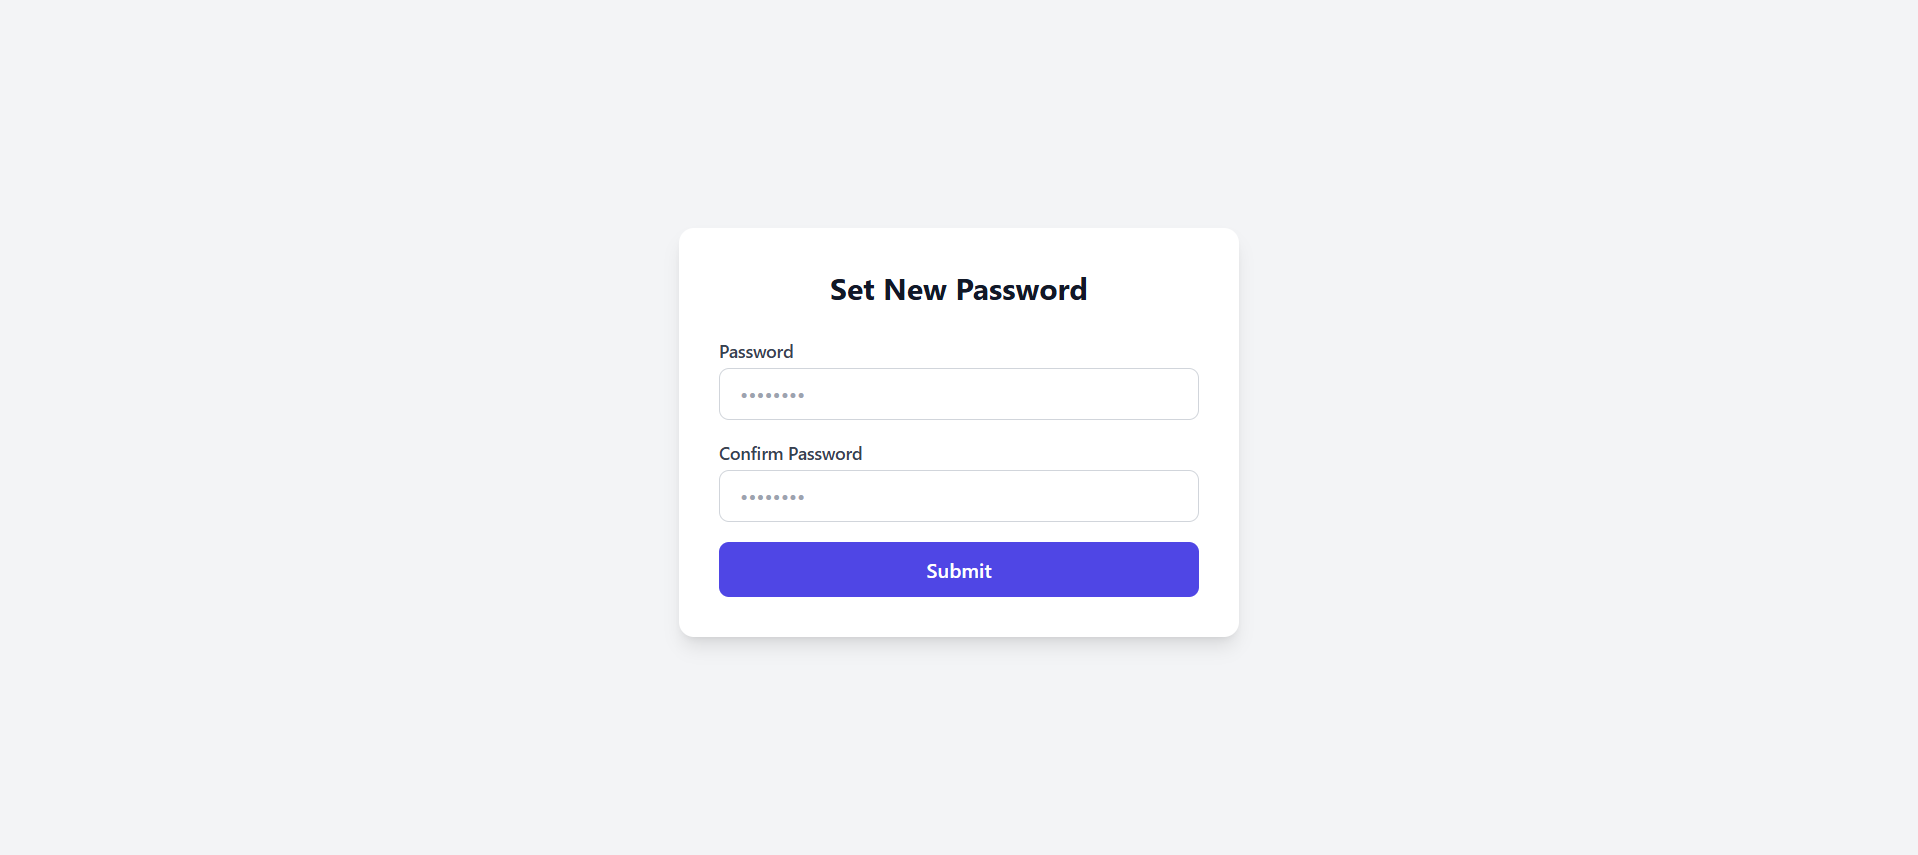 Set New Password
Password
••••••••
Confirm Password
••••••••
Submit